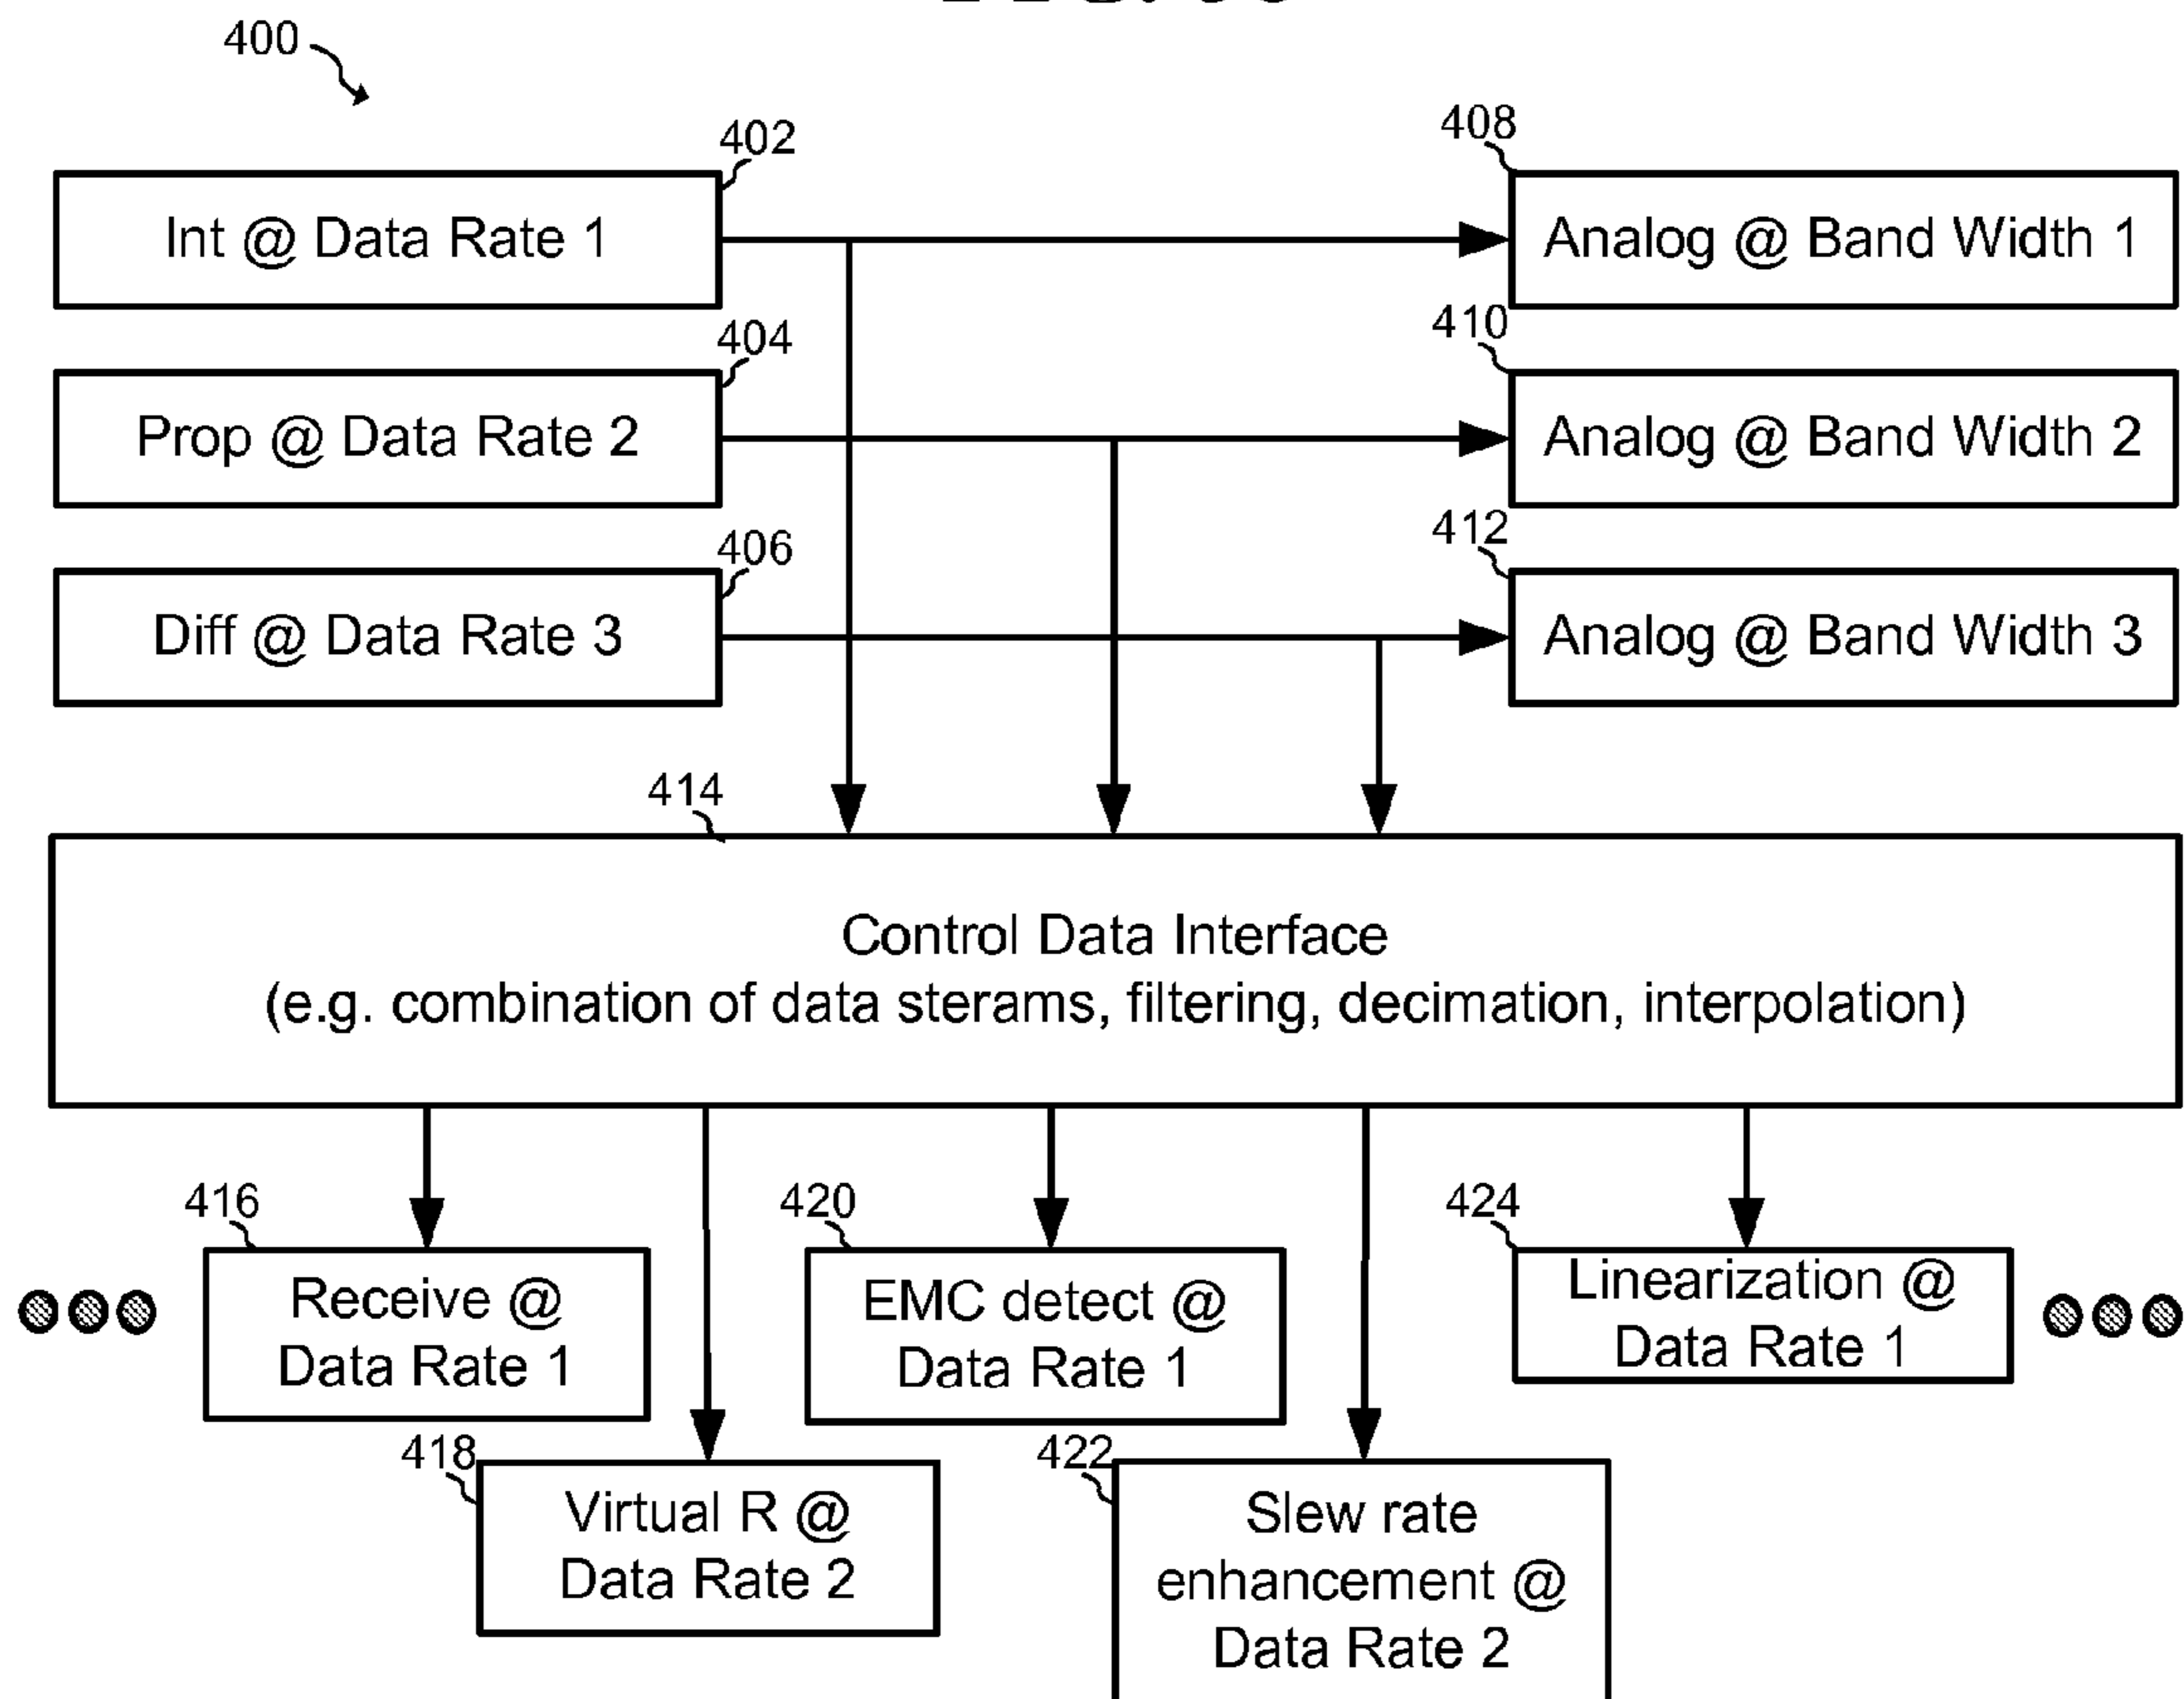 400
402
408
Int @ Data Rate 1
Analog @ Band Width 1
404
410
Prop @ Data Rate 2
Analog @ Band Width 2
406
412
Diff @ Data Rate 3
Analog @ Band Width 3
414
Control Data Interface
(e.g. combination of data sterams, filtering, decimation, interpolation)
416
420
424
Receive @
Data Rate 1
EMC detect @
Data Rate 1
Linearization @
Data Rate 1
418
422
Virtual R @
Data Rate 2
Slew rate
enhancement @
Data Rate 2